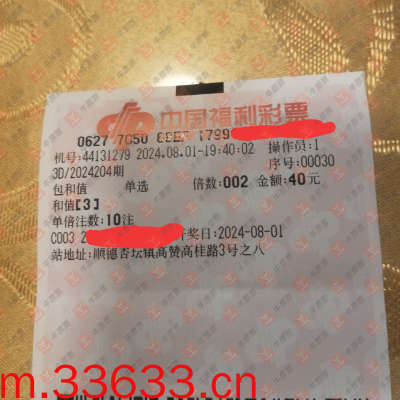 中国福利彩票
0627 7C50 1799
机号:44131279 2024.08.01-19:40:02 操作员:1
3D/2024204期 序号:00030
包和值 单选 倍数:002 金额:40元
和值【3】
单倍注数:10注
C003 2 奖日:2024-08-01
站地址:顺德杏坛镇高赞高桂路3号之八
m.33633.cn